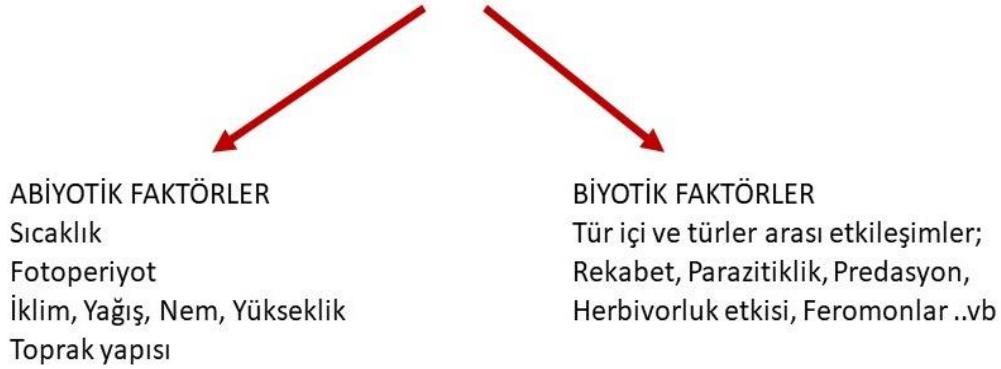 ABİYOTİK FAKTÖRLER
Sıcaklık
Fotoperiyot
İklim, Yağış, Nem, Yükseklik
Toprak yapısı
BİYOTİK FAKTÖRLER
Tür içi ve türler arası etkileşimler;
Rekabet, Parazitiklik, Predasyon,
Herbivorluk etkisi, Feromonlar ..vb